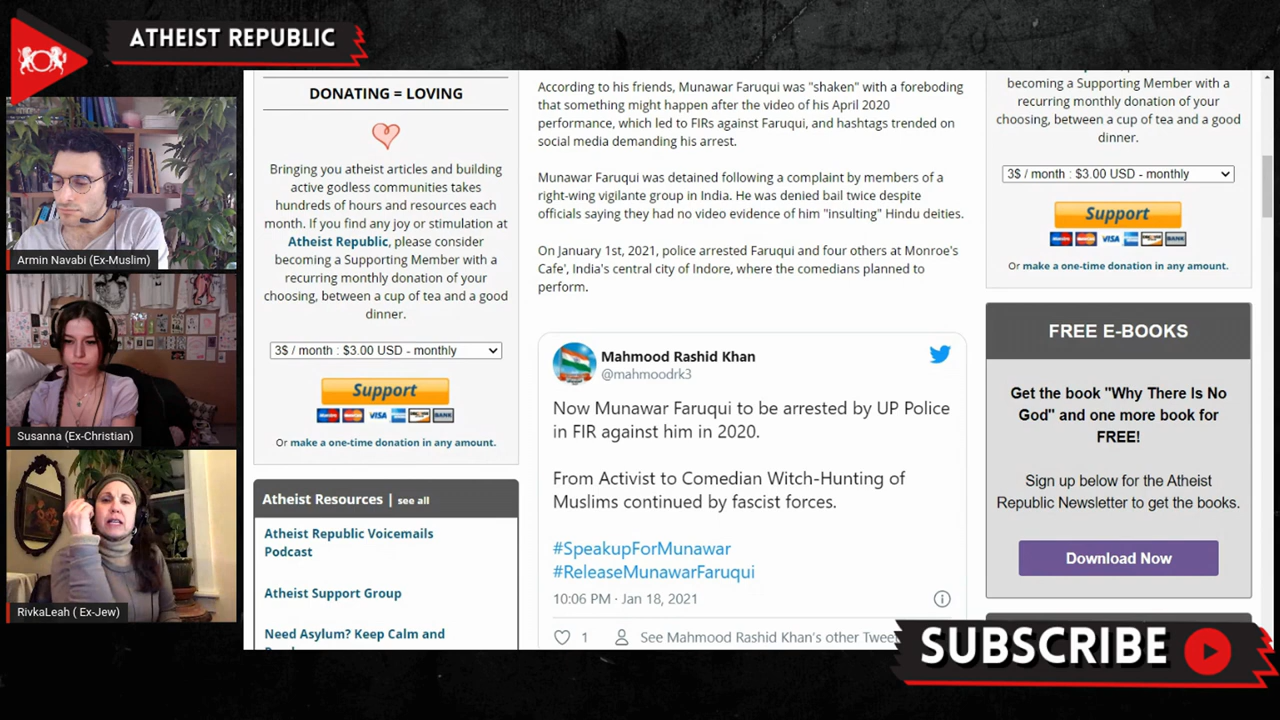 ATHEIST REPUBLIC
Armin Navabi (Ex-Muslim)
Susanna (Ex-Christian)
RivkaLeah ( Ex-Jew)
DONATING = LOVING
Bringing you atheist articles and building
active godless communities takes
hundreds of hours and resources each
month. If you find any joy or stimulation at
Atheist Republic, please consider
becoming a Supporting Member with a
recurring monthly donation of your
choosing, between a cup of tea and a good
dinner.
3$ / month : $3.00 USD - monthly
Support
VISA
BANK
Or make a one-time donation in any amount.
Atheist Resources | see all
Atheist Republic Voicemails
Podcast
Atheist Support Group
Need Asylum? Keep Calm and
According to his friends, Munawar Faruqui was "shaken" with a foreboding
that something might happen after the video of his April 2020
performance, which led to FIRs against Faruqui, and hashtags trended on
social media demanding his arrest.
Munawar Faruqui was detained following a complaint by members of a
right-wing vigilante group in India. He was denied bail twice despite
officials saying they had no video evidence of him "insulting" Hindu deities.
On January 1st, 2021, police arrested Faruqui and four others at Monroe's
Cafe', India's central city of Indore, where the comedians planned to
perform.
Mahmood Rashid Khan
@mahmoodrk3
Now Munawar Faruqui to be arrested by UP Police
in FIR against him in 2020.
From Activist to Comedian Witch-Hunting of
Muslims continued by fascist forces.
#SpeakupForMunawar
#ReleaseMunawarFaruqui
10:06 PM · Jan 18, 2021
1
See Mahmood Rashid Khan's other Twee
becoming a Supporting Member with a
recurring monthly donation of your
choosing, between a cup of tea and a good
dinner.
3$ / month : $3.00 USD - monthly
Support
VISA
BANK
Or make a one-time donation in any amount.
FREE E-BOOKS
Get the book "Why There Is No
God" and one more book for
FREE!
Sign up below for the Atheist
Republic Newsletter to get the books.
Download Now
SUBSCRIBE